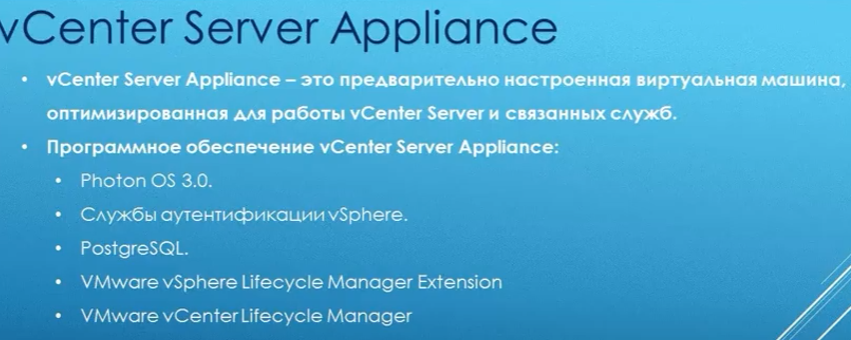 vCenter Server Appliance
• vCenter Server Appliance – это предварительно настроенная виртуальная машина,
оптимизированная для работы vCenter Server и связанных служб.
• Программное обеспечение vCenter Server Appliance:
• Photon OS 3.0.
• Службы аутентификации vSphere.
• PostgreSQL.
• VMware vSphere Lifecycle Manager Extension
• VMware vCenter Lifecycle Manager